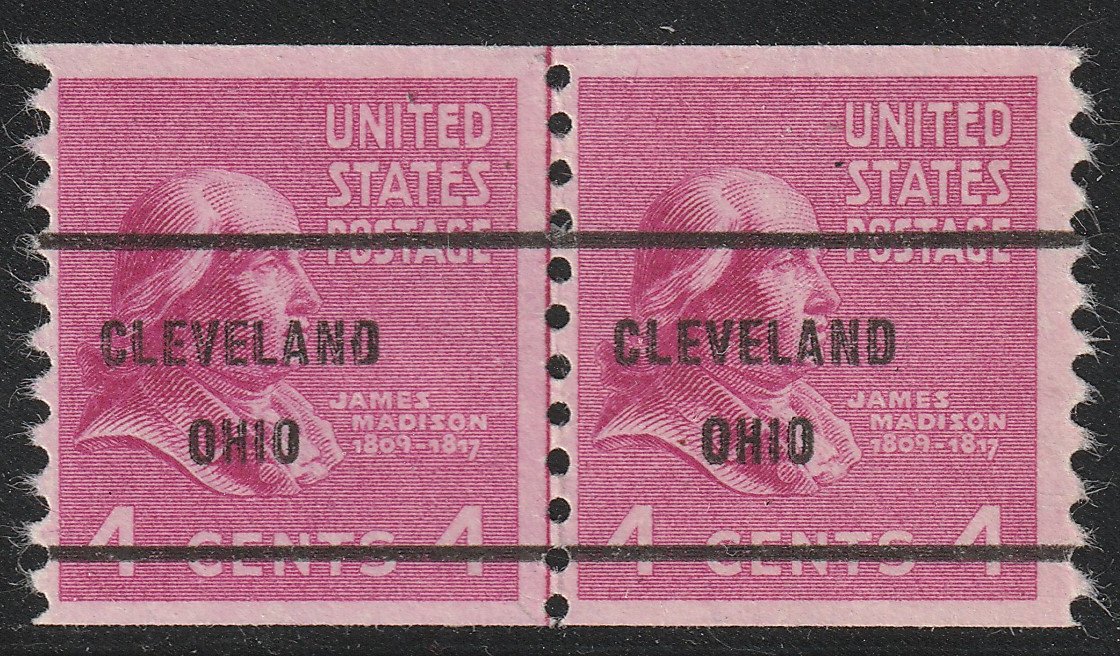 UNITED
STATES
POSTAGE
CLEVELAND
JAMES
MADISON
OHIO
1809-1817
4 CENTS 4
UNITED
STATES
POSTAGE
CLEVELAND
JAMES
MADISON
OHIO
1809-1817
4 CENTS 4